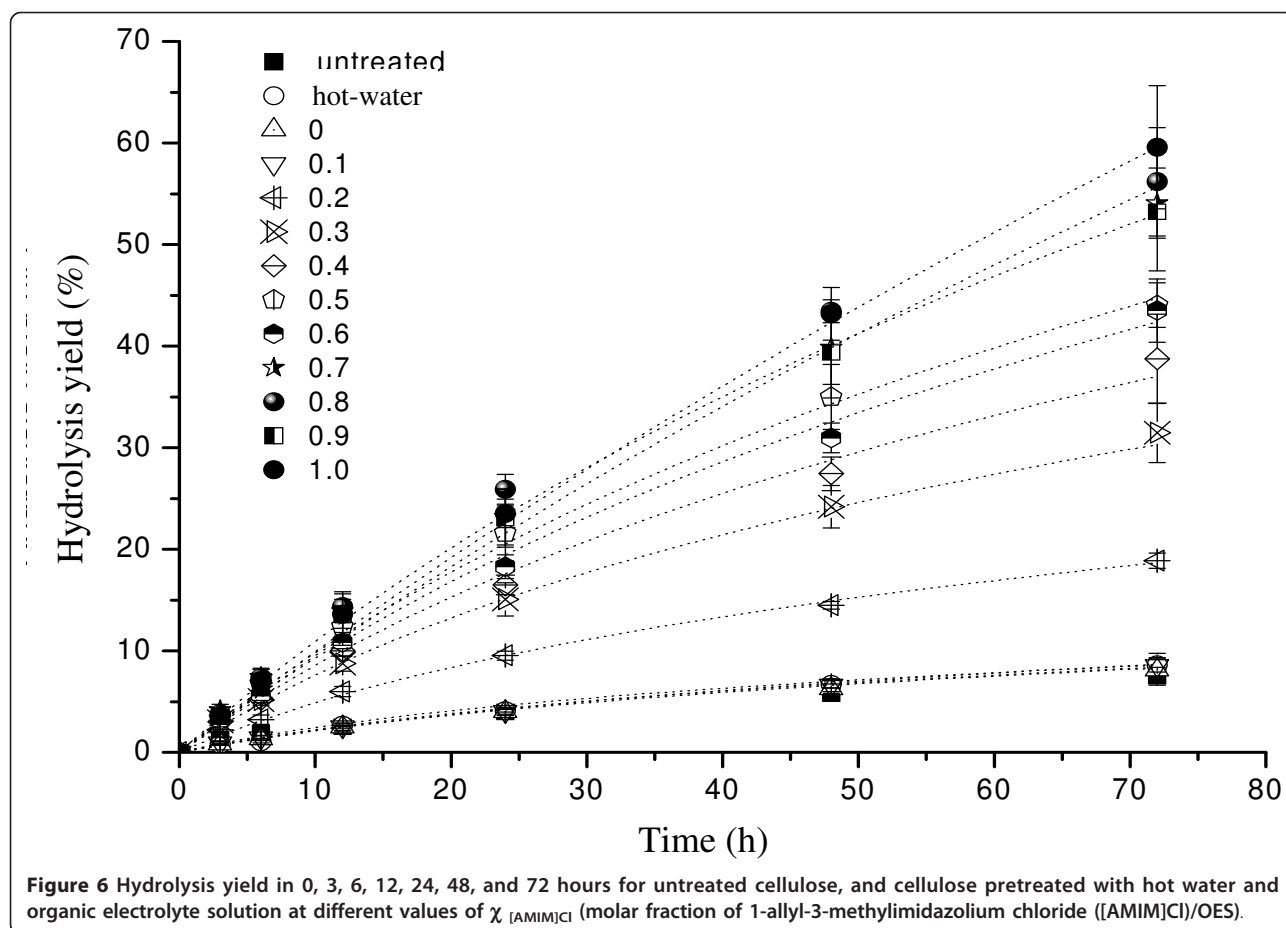 70
60
50
40
30
20
10
0
Hydrolysis yield (%)
untreated
hot-water
0
0.1
0.2
0.3
0.4
0.5
0.6
0.7
0.8
0.9
1.0
0 10 20 30 40 50 60 70 80
Time (h)
Figure 6 Hydrolysis yield in 0, 3, 6, 12, 24, 48, and 72 hours for untreated cellulose, and cellulose pretreated with hot water and
organic electrolyte solution at different values of χ [AMIM]Cl (molar fraction of 1-allyl-3-methylimidazolium chloride ([AMIM]Cl)/OES).